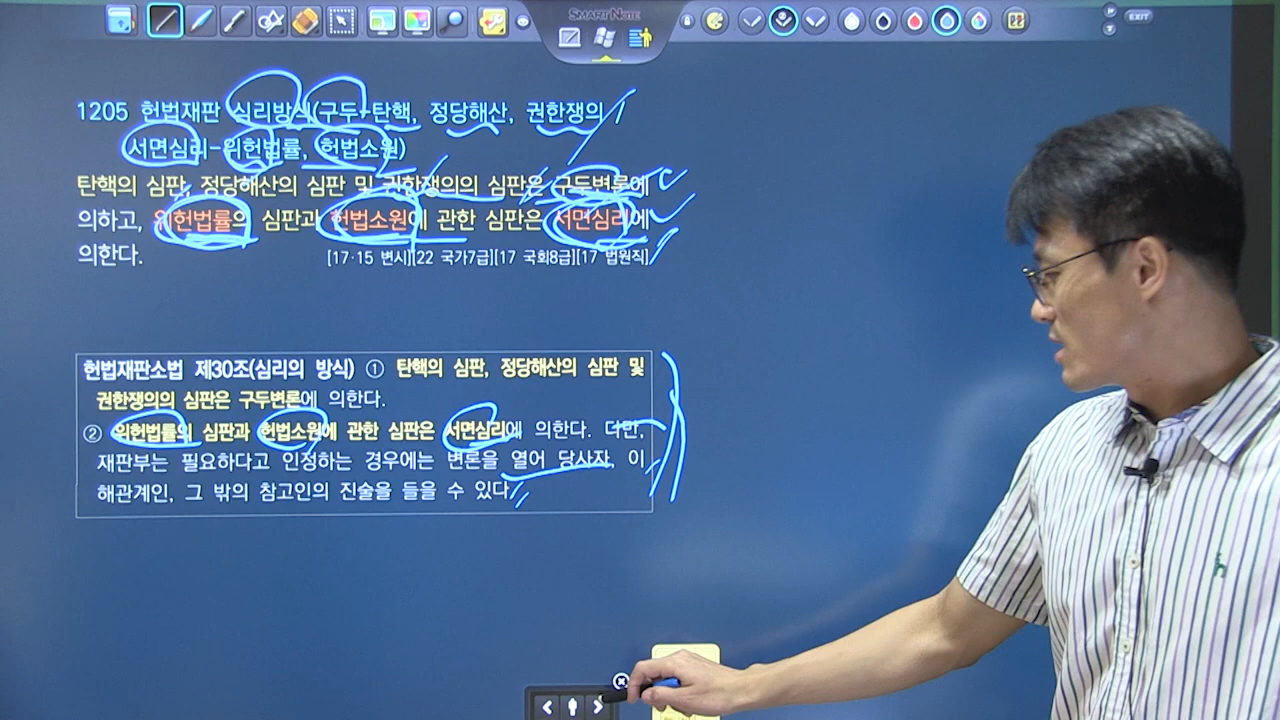 SMARTNOTE
EXIT
1205 헌법재판 심리방식(구두-탄핵, 정당해산, 권한쟁의/
서면심리-위헌법률, 헌법소원)
탄핵의 심판, 정당해산의 심판 및 권한쟁의의 심판은 구두변론에
의하고, 위헌법률의 심판과 헌법소원에 관한 심판은 서면심리에
의한다. [17·15 변시][22 국가7급][17 국회8급][17 법원직]
헌법재판소법 제30조(심리의 방식) ① 탄핵의 심판, 정당해산의 심판 및
권한쟁의의 심판은 구두변론에 의한다.
② 위헌법률의 심판과 헌법소원에 관한 심판은 서면심리에 의한다. 다만,
재판부는 필요하다고 인정하는 경우에는 변론을 열어 당사자, 이
해관계인, 그 밖의 참고인의 진술을 들을 수 있다.